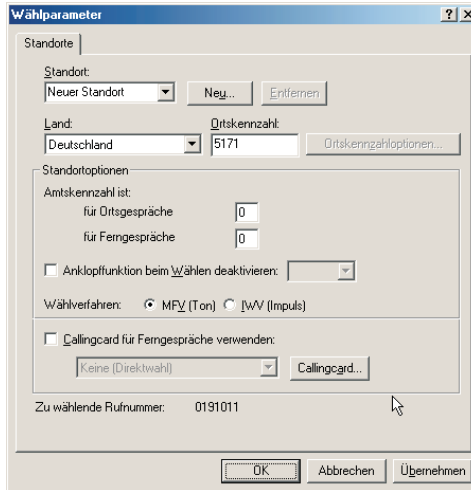 Wählparameter
Standorte
Standort:
Neuer Standort Neu... Entfernen
Land: Ortskennzahl:
Deutschland 5171 Ortskennzahloptionen...
Standortoptionen
Amtskennzahl ist:
für Ortsgespräche 0
für Ferngespräche 0
Anklopffunktion beim Wählen deaktivieren:
Wählverfahren: MFV (Ton) IWV (Impuls)
Callingcard für Ferngespräche verwenden:
Keine (Direktwahl) Callingcard...
Zu wählende Rufnummer: 0191011
OK Abbrechen Übernehmen